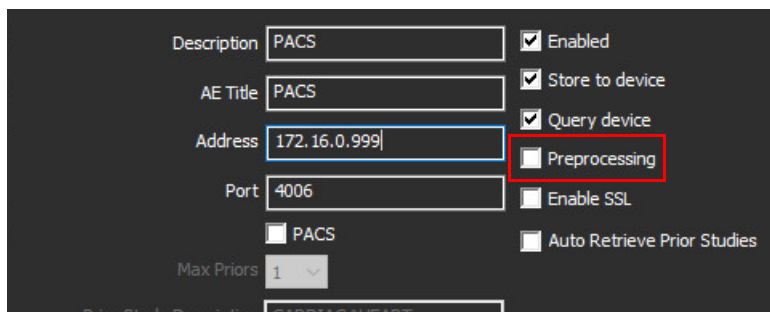 Description PACS Enabled
AE Title PACS Store to device
Address 172.16.0.999 Query device
Preprocessing
Port 4006 Enable SSL
PACS Auto Retrieve Prior Studies
Max Priors 1